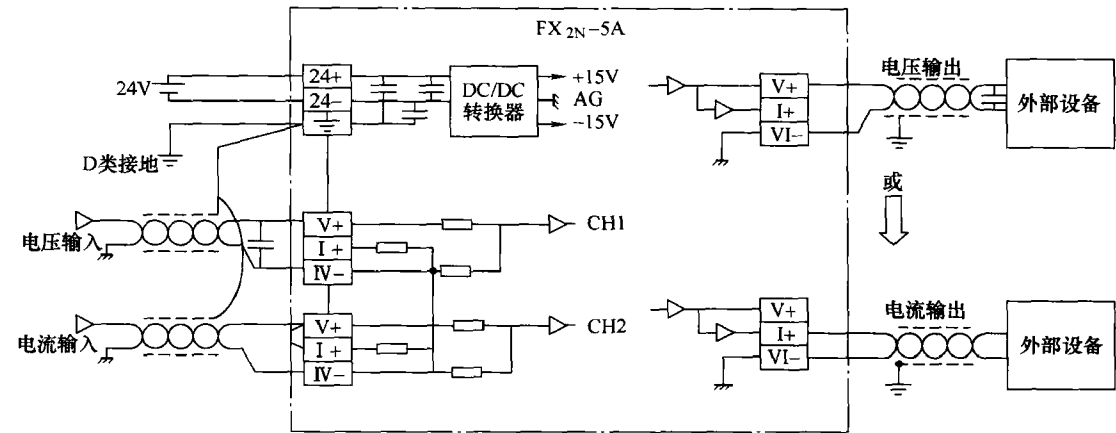 FX2N-5A
24V
24+
24-
D类接地
DC/DC
转换器
+15V
AG
-15V
电压输入
V+
I+
IV-
CH1
电流输入
V+
I+
IV-
CH2
V+
I+
VI-
电压输出
外部设备
或
V+
I+
VI-
电流输出
外部设备